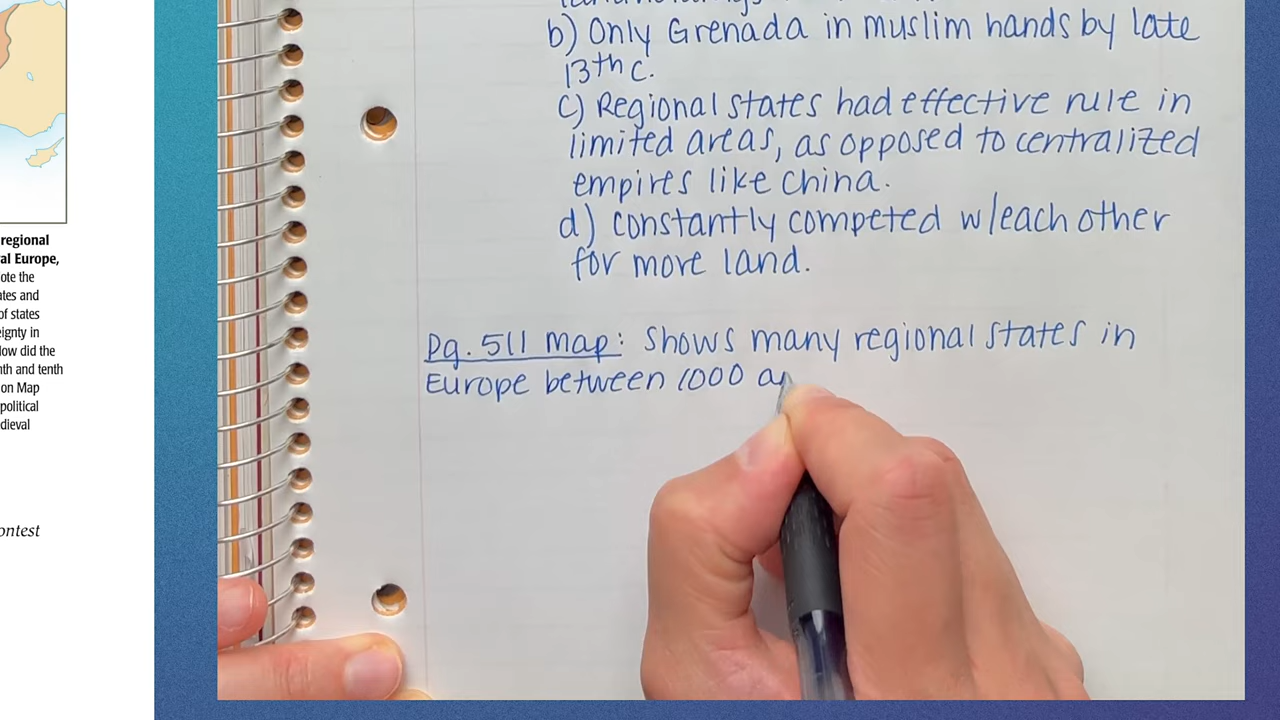 regional
al Europe,
ote the
ates and
of states
eignty in
How did the
nth and tenth
on Map
political
dieval
ontest
b) Only Grenada in muslim hands by late
13th c.
c) Regional states had effective rule in
limited areas, as opposed to centralized
empires like China.
d) constantly competed w/each other
for more land.
Pg. 511 map: Shows many regional states in
Europe between 1000 an